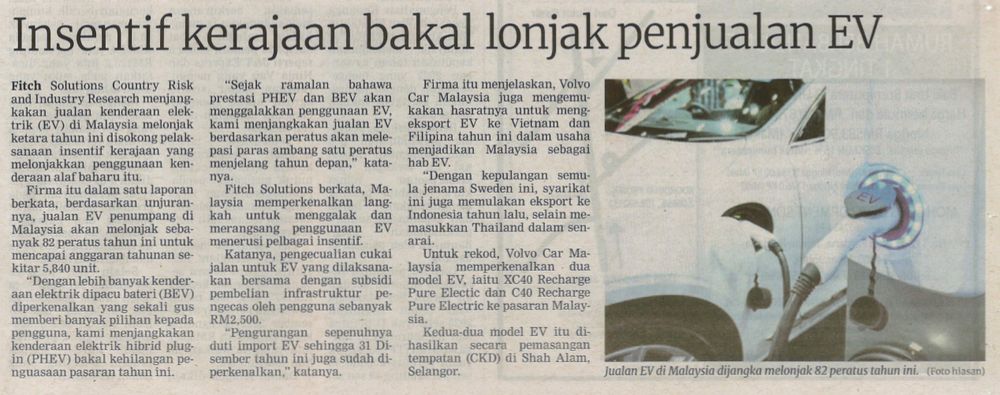 Insentif kerajaan bakal lonjak penjualan EV
Fitch Solutions Country Risk
and Industry Research menjang-
kakan jualan kenderaan elek-
trik (EV) di Malaysia melonjak
ketara tahun ini disokong pelak-
sanaan insentif kerajaan yang
melonjakkan penggunaan ken-
deraan alaf baharu itu.
Firma itu dalam satu laporan
berkata, berdasarkan unjuran-
nya, jualan EV penumpang di
Malaysia akan melonjak seba-
nyak 82 peratus tahun ini untuk
mencapai anggaran tahunan se-
kitar 5,840 unit.
“Dengan lebih banyak kender-
aan elektrik dipacu bateri (BEV)
diperkenalkan yang sekali gus
memberi banyak pilihan kepada
pengguna, kami menjangkakan
kenderaan elektrik hibrid plug-
in (PHEV) bakal kehilangan pe-
nguasaan pasaran tahun ini.
“Sejak ramalan bahawa
prestasi PHEV dan BEV akan
menggalakkan penggunaan EV,
kami menjangkakan jualan EV
berdasarkan peratus akan mele-
pasi paras ambang satu peratus
menjelang tahun depan,” kata-
nya.
Fitch Solutions berkata, Ma-
laysia memperkenalkan lang-
kah untuk menggalak dan
merangsang penggunaan EV
menerusi pelbagai insentif.
Katanya, pengecualian cukai
jalan untuk EV yang dilaksana-
kan bersama dengan subsidi
pembelian infrastruktur pe-
ngecas oleh pengguna sebanyak
RM2,500.
“Pengurangan sepenuhnya
duti import EV sehingga 31 Di-
sember tahun ini juga sudah di-
perkenalkan,” katanya.
Firma itu menjelaskan, Volvo
Car Malaysia juga mengemu-
kakan hasratnya untuk meng-
eksport EV ke Vietnam dan
Filipina tahun ini dalam usaha
menjadikan Malaysia sebagai
hab EV.
“Dengan kepulangan semu-
la jenama Sweden ini, syarikat
ini juga memulakan eksport ke
Indonesia tahun lalu, selain me-
masukkan Thailand dalam sen-
arai.
Untuk rekod, Volvo Car Ma-
laysia memperkenalkan dua
model EV, iaitu XC40 Recharge
Pure Electic dan C40 Recharge
Pure Electric ke pasaran Malay-
sia.
Kedua-dua model EV itu di-
hasilkan secara pemasangan
tempatan (CKD) di Shah Alam,
Selangor.
EV
Jualan EV di Malaysia dijangka melonjak 82 peratus tahun ini. (Foto hiasan)